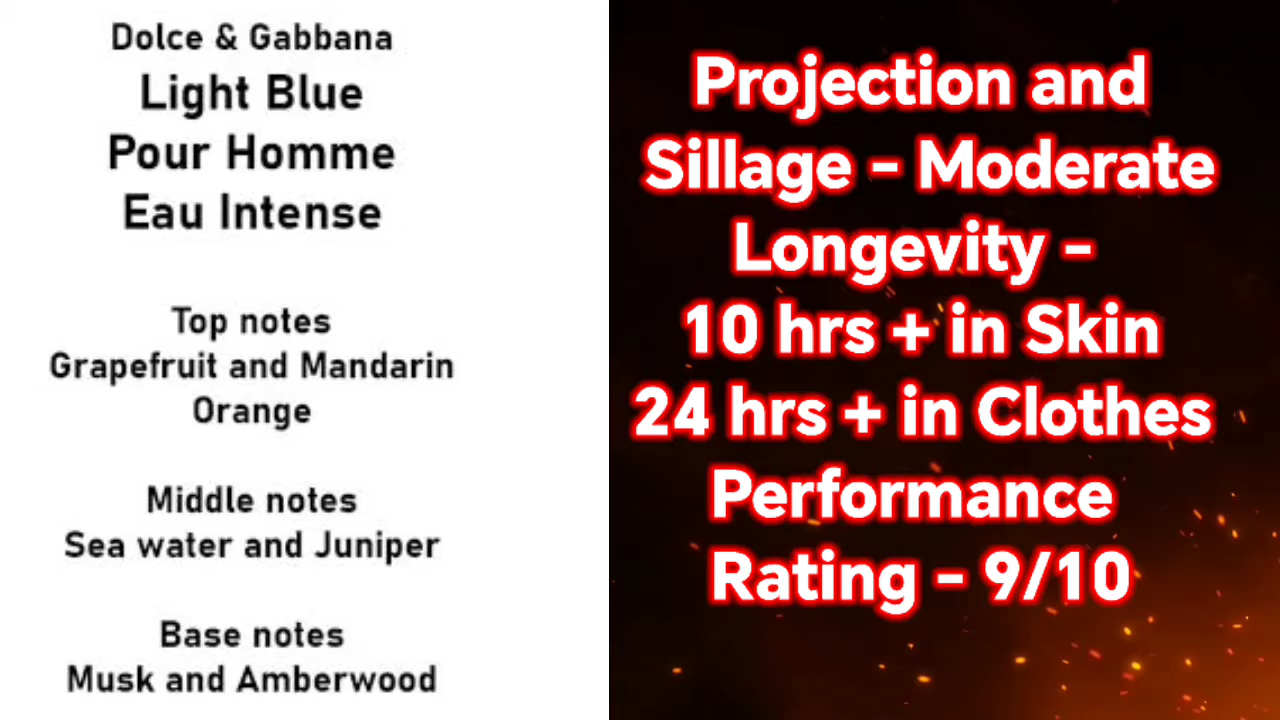 Dolce & Gabbana
Light Blue
Pour Homme
Eau Intense
Top notes
Grapefruit and Mandarin
Orange
Middle notes
Sea water and Juniper
Base notes
Musk and Amberwood
Projection and
Sillage - Moderate
Longevity -
10 hrs + in Skin
24 hrs + in Clothes
Performance
Rating - 9/10